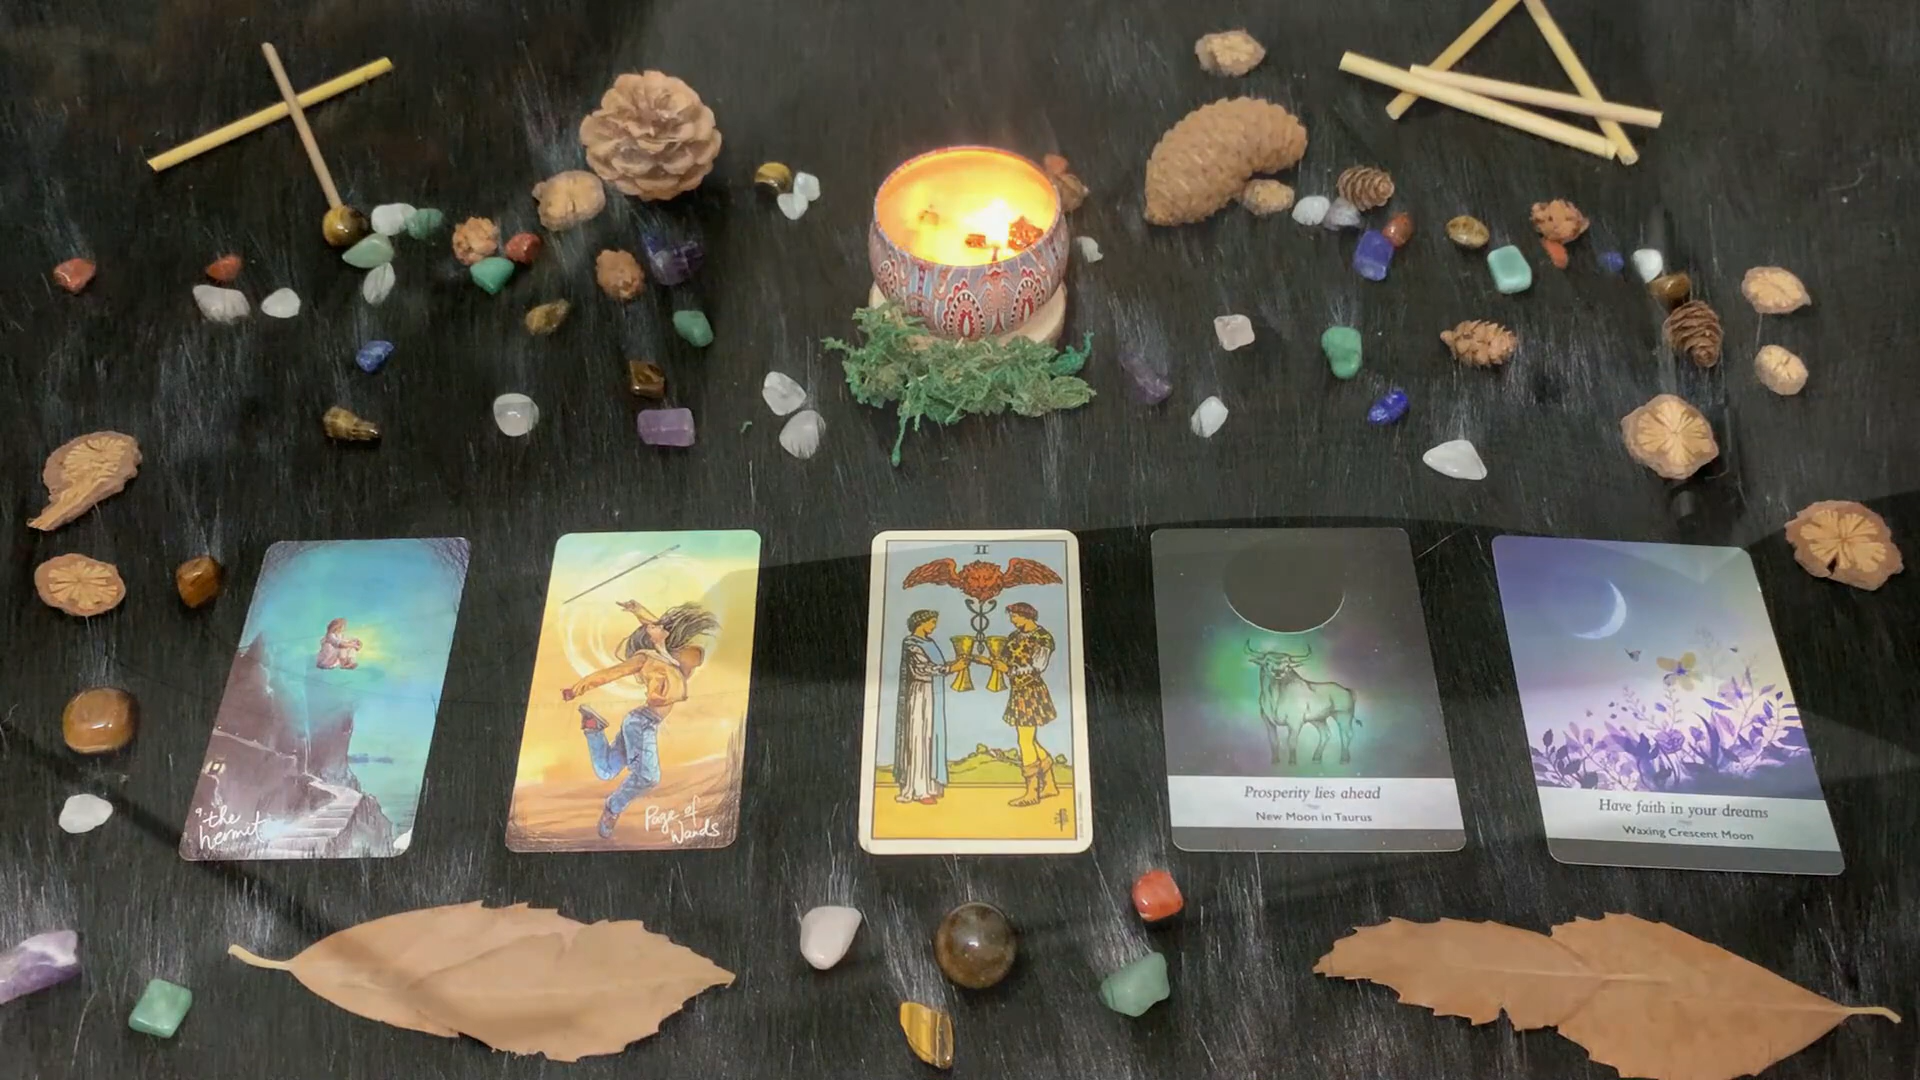 9 the
hermit
Page of
Wands
II
Prosperity lies ahead
New Moon in Taurus
Have faith in your dreams
Waxing Crescent Moon